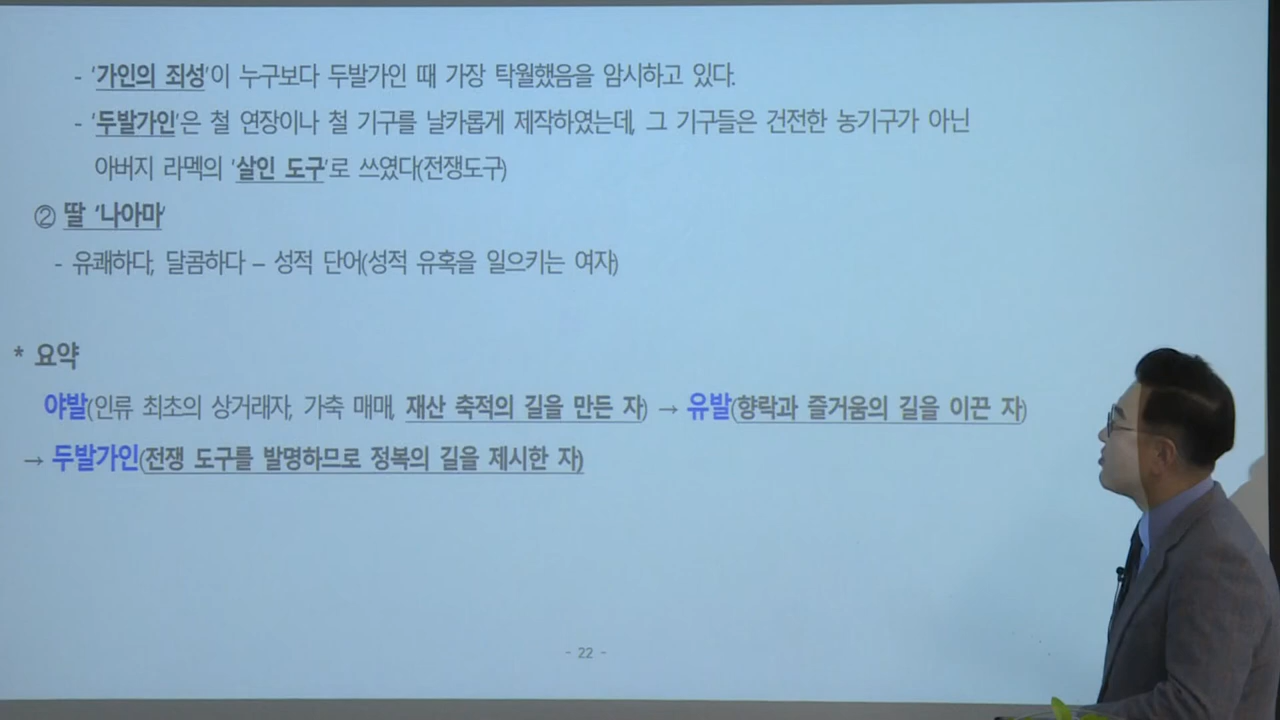 - '가인의 죄성'이 누구보다 두발가인 때 가장 탁월했음을 암시하고 있다.
- '두발가인'은 철 연장이나 철 기구를 날카롭게 제작하였는데, 그 기구들은 건전한 농기구가 아닌
아버지 라멕의 '살인 도구'로 쓰였다(전쟁도구)
② 딸 '나아마'
- 유쾌하다, 달콤하다 – 성적 단어(성적 유혹을 일으키는 여자)
* 요약
야발(인류 최초의 상거래자, 가축 매매, 재산 축적의 길을 만든 자) → 유발(향락과 즐거움의 길을 이끈 자)
→ 두발가인(전쟁 도구를 발명하므로 정복의 길을 제시한 자)
- 22 -